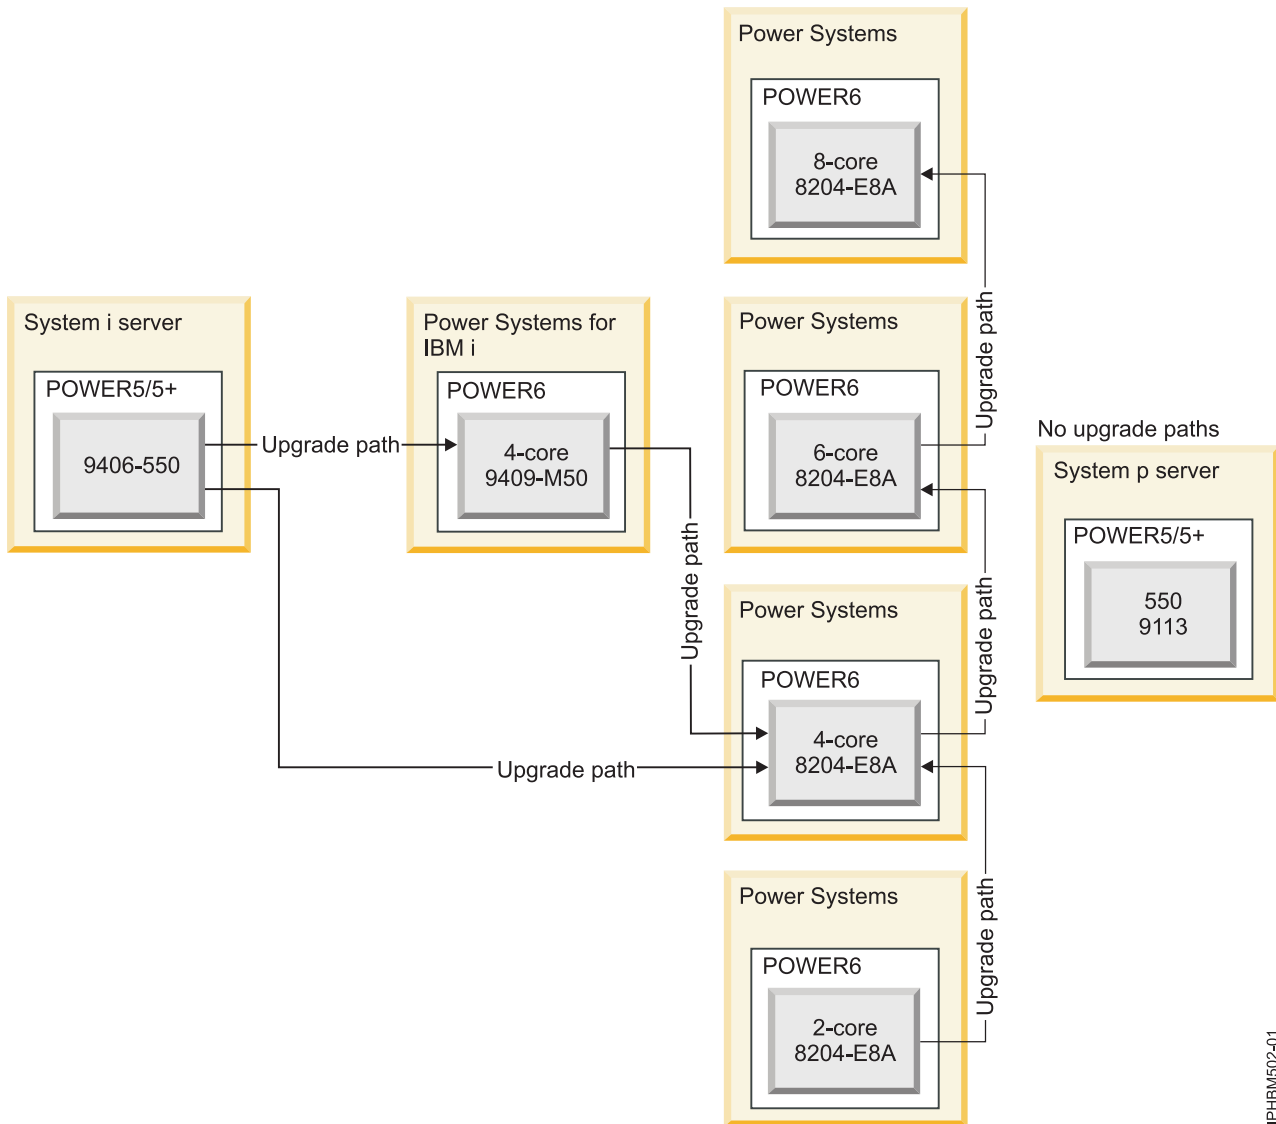 Power Systems
POWER6
8-core
8204-E8A
Upgrade path
System i server
POWER5/5+
9406-550
Upgrade path
Power Systems for
IBM i
POWER6
4-core
9409-M50
Upgrade path
Power Systems
POWER6
6-core
8204-E8A
Upgrade path
No upgrade paths
System p server
POWER5/5+
550
9113
Power Systems
POWER6
4-core
8204-E8A
Upgrade path
Upgrade path
Power Systems
POWER6
2-core
8204-E8A
IPHBM502-01